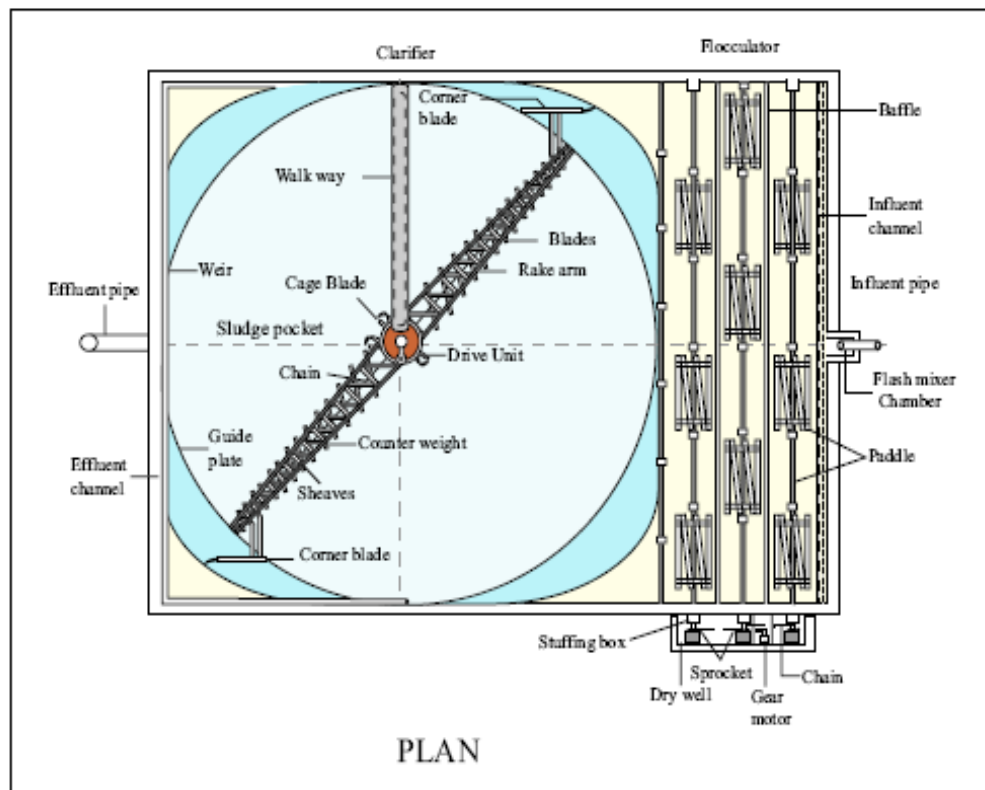 Clarifier
Flocculator
Corner
blade
Baffle
Walk way
Influent
channel
Blades
Weir
Rake arm
Effluent pipe
Cage Blade
Influent pipe
Sludge pocket
Drive Unit
Chain
Flash mixer
Chamber
Guide
plate
Counter weight
Effluent
channel
Paddle
Sheaves
Corner blade
Stuffing box
Sprocket
Chain
Dry well
Gear
motor
PLAN